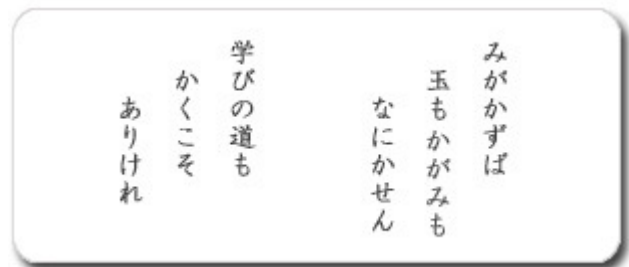 みがかずば
玉もかがみも
なにかせん
学びの道も
かくこそ
ありけれ